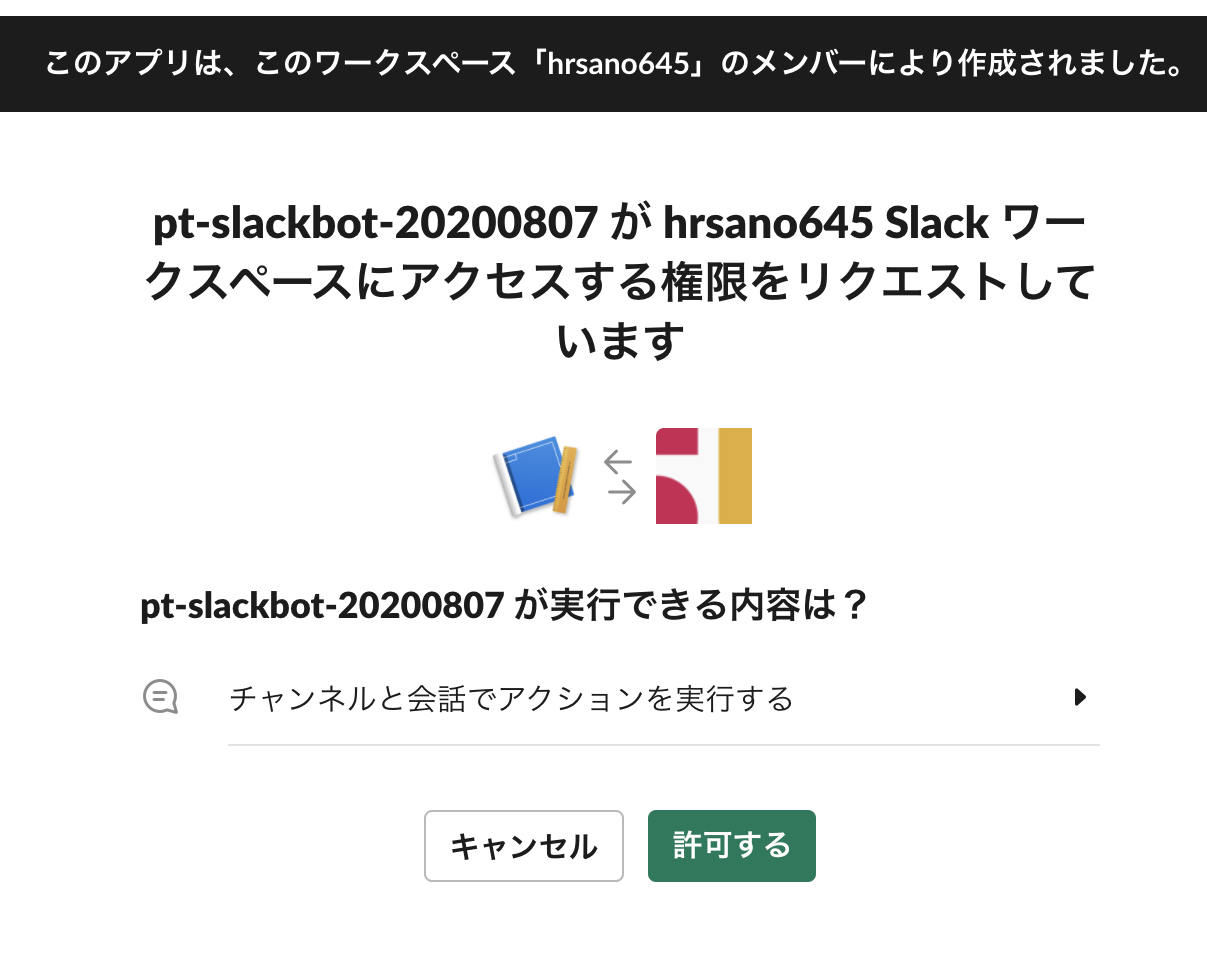 このアプリは、このワークスペース「hrsano645」のメンバーにより作成されました。
pt-slackbot-20200807 が hrsano645 Slack ワー
クスペースにアクセスする権限をリクエストして
います
pt-slackbot-20200807 が実行できる内容は？
チャンネルと会話でアクションを実行する
キャンセル
許可する